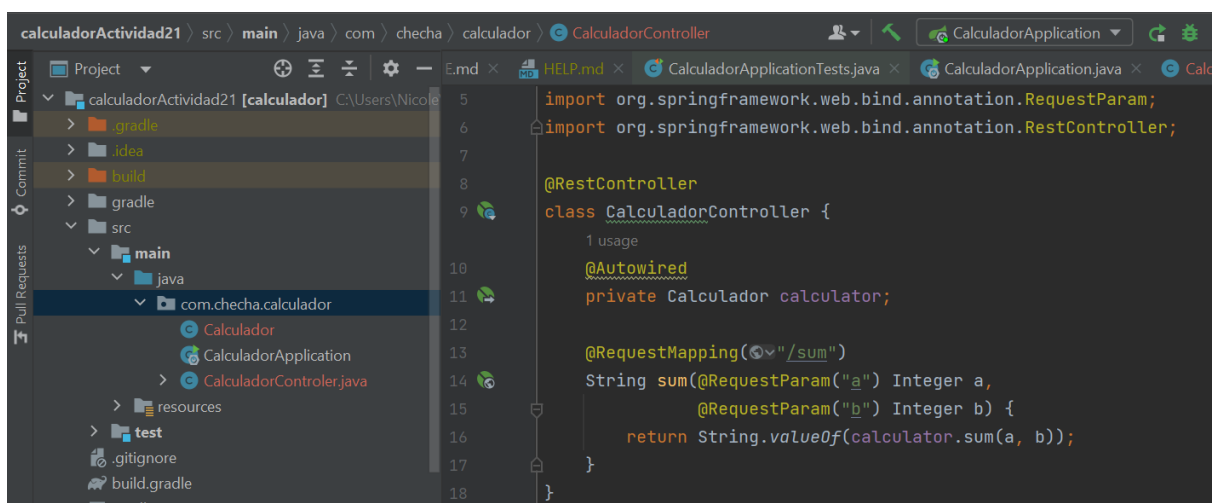 calculadorActividad21 〉 src 〉 main 〉 java 〉 com 〉 checha 〉 calculador 〉 CalculadorController
CalculadorApplication
Project
E.md
HELP.md
CalculadorApplicationTests.java
CalculadorApplication.java
Calc
Project
Commit
Pull Requests
calculadorActividad21 [calculador] C:\Users\Nicole
.gradle
.idea
build
gradle
src
main
java
com.checha.calculador
Calculador
CalculadorApplication
CalculadorControler.java
resources
test
.gitignore
build.gradle
5 import org.springframework.web.bind.annotation.RequestParam;
6 import org.springframework.web.bind.annotation.RestController;
7
8 @RestController
9 class CalculadorController {
1 usage
10 @Autowired
11 private Calculador calculator;
12
13 @RequestMapping("/sum")
14 String sum(@RequestParam("a") Integer a,
15 @RequestParam("b") Integer b) {
16 return String.valueOf(calculator.sum(a, b));
17 }
18 }